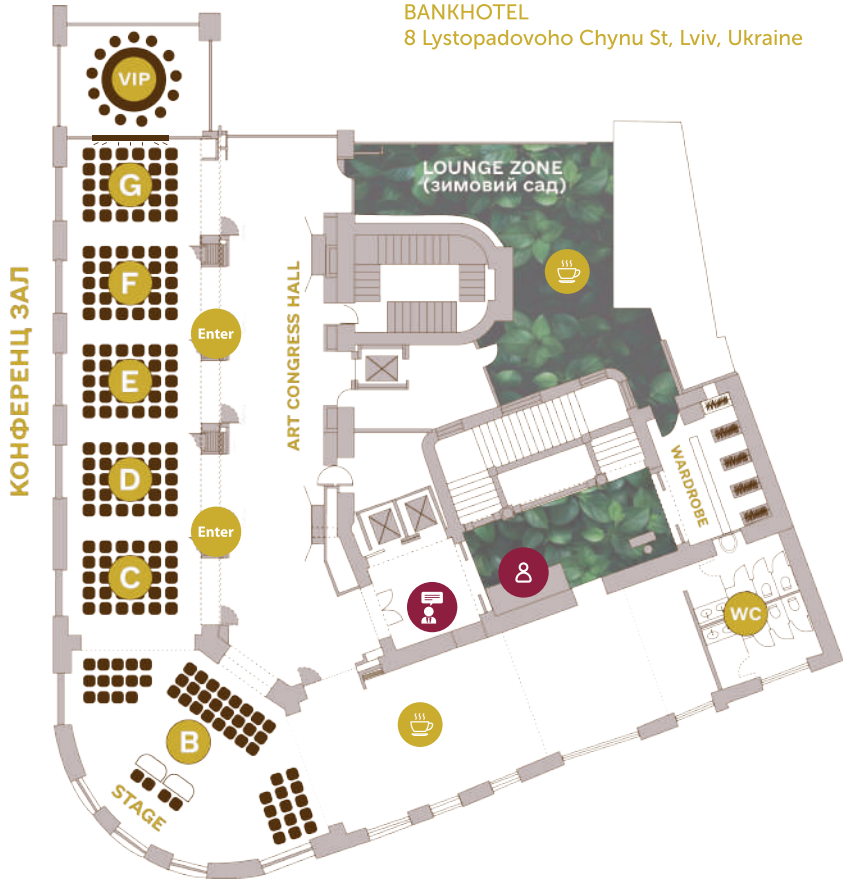 BANKHOTEL
8 Lystopadovoho Chynu St, Lviv, Ukraine
VIP
LOUNGE ZONE
(зимовий сад)
G
F
Enter
E
D
Enter
C
КОНФЕРЕНЦ ЗАЛ
ART CONGRESS HALL
WARDROBE
WC
B
STAGE